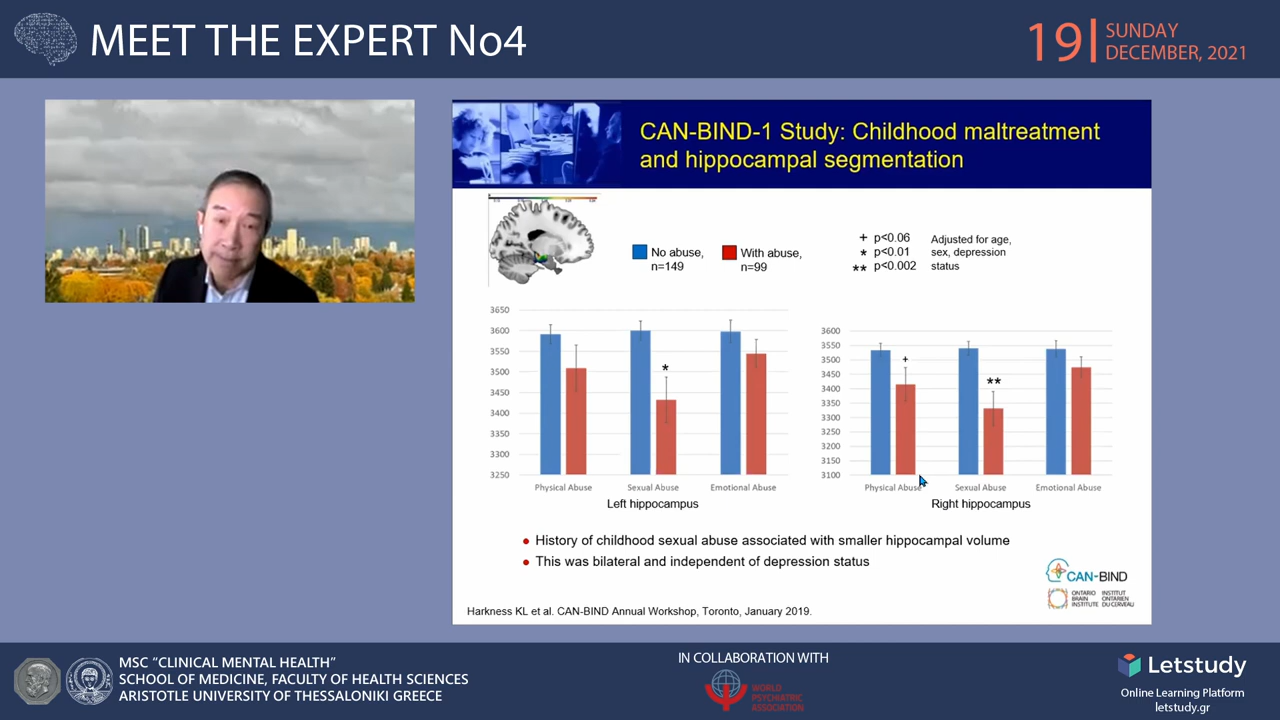 MEET THE EXPERT No4
19
SUNDAY
DECEMBER, 2021
CAN-BIND-1 Study: Childhood maltreatment
and hippocampal segmentation
No abuse,
n=149
With abuse,
n=99
+ p<0.06
* p<0.01
** p<0.002
Adjusted for age,
sex, depression
status
3650
3600
3550
3500
3450
3400
3350
3300
3250
*
Physical Abuse
Sexual Abuse
Emotional Abuse
Left hippocampus
3600
3550
3500
3450
3400
3350
3300
3250
3200
3150
3100
+
**
Physical Abuse
Sexual Abuse
Emotional Abuse
Right hippocampus
• History of childhood sexual abuse associated with smaller hippocampal volume
• This was bilateral and independent of depression status
CAN-BIND
ONTARIO INSTITUT
BRAIN ONTARIEN
INSTITUTE DU CERVEAU
Harkness KL et al. CAN-BIND Annual Workshop, Toronto, January 2019.
MSC “CLINICAL MENTAL HEALTH”
SCHOOL OF MEDICINE, FACULTY OF HEALTH SCIENCES
ARISTOTLE UNIVERSITY OF THESSALONIKI GREECE
IN COLLABORATION WITH
WORLD
PSYCHIATRIC
ASSOCIATION
Letstudy
Online Learning Platform
letstudy.gr